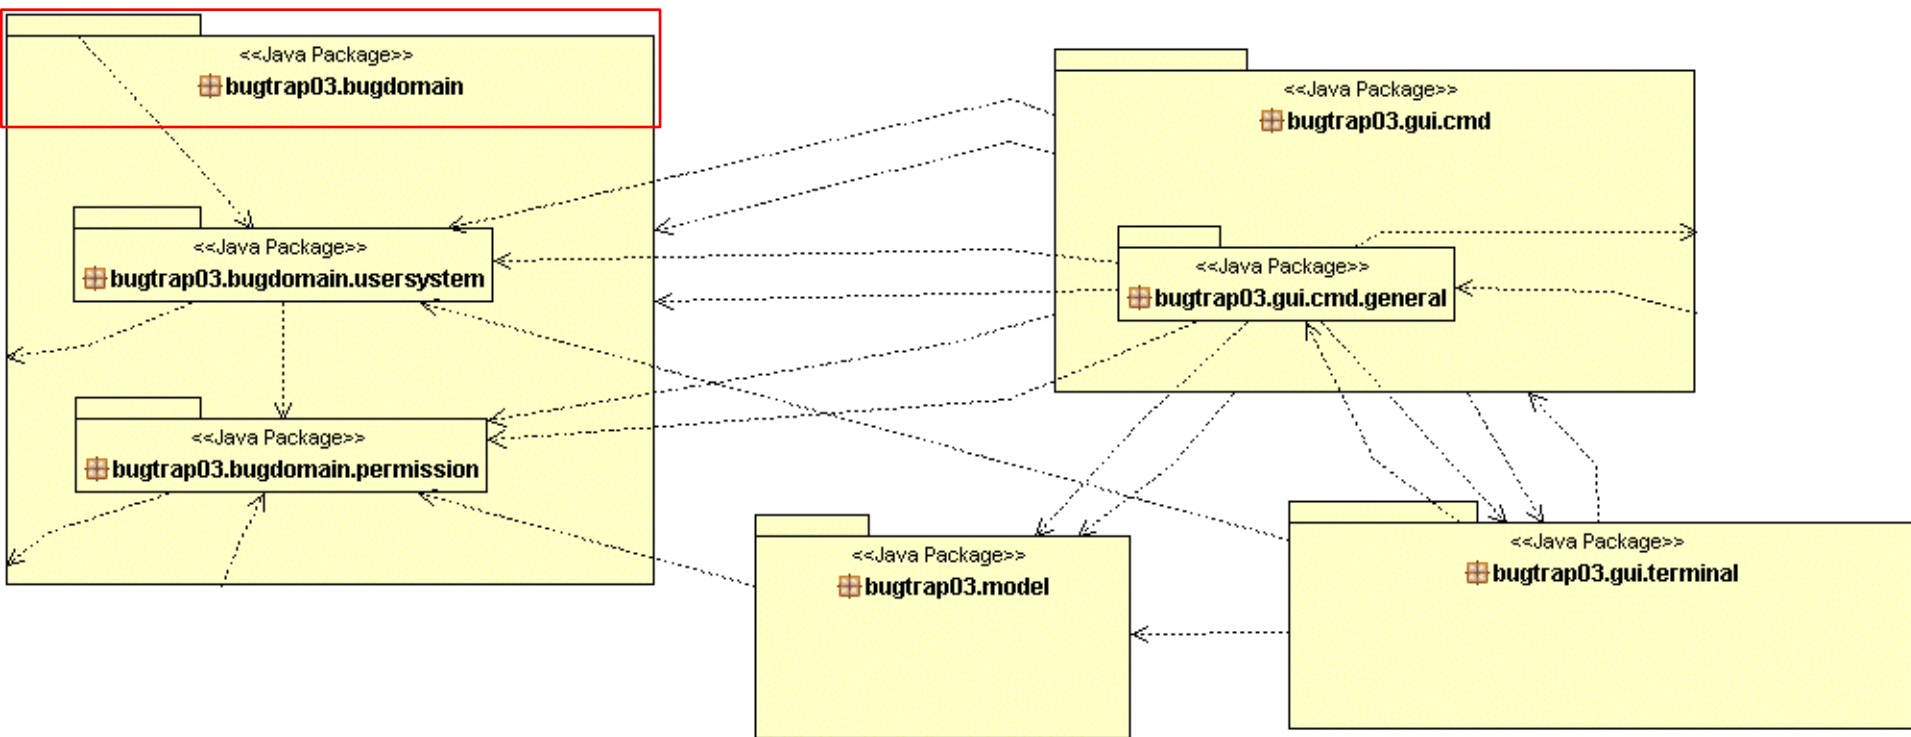 <<Java Package>>
bugtrap03.bugdomain
<<Java Package>>
bugtrap03.bugdomain.usersystem
<<Java Package>>
bugtrap03.bugdomain.permission
<<Java Package>>
bugtrap03.gui.cmd
<<Java Package>>
bugtrap03.gui.cmd.general
<<Java Package>>
bugtrap03.model
<<Java Package>>
bugtrap03.gui.terminal